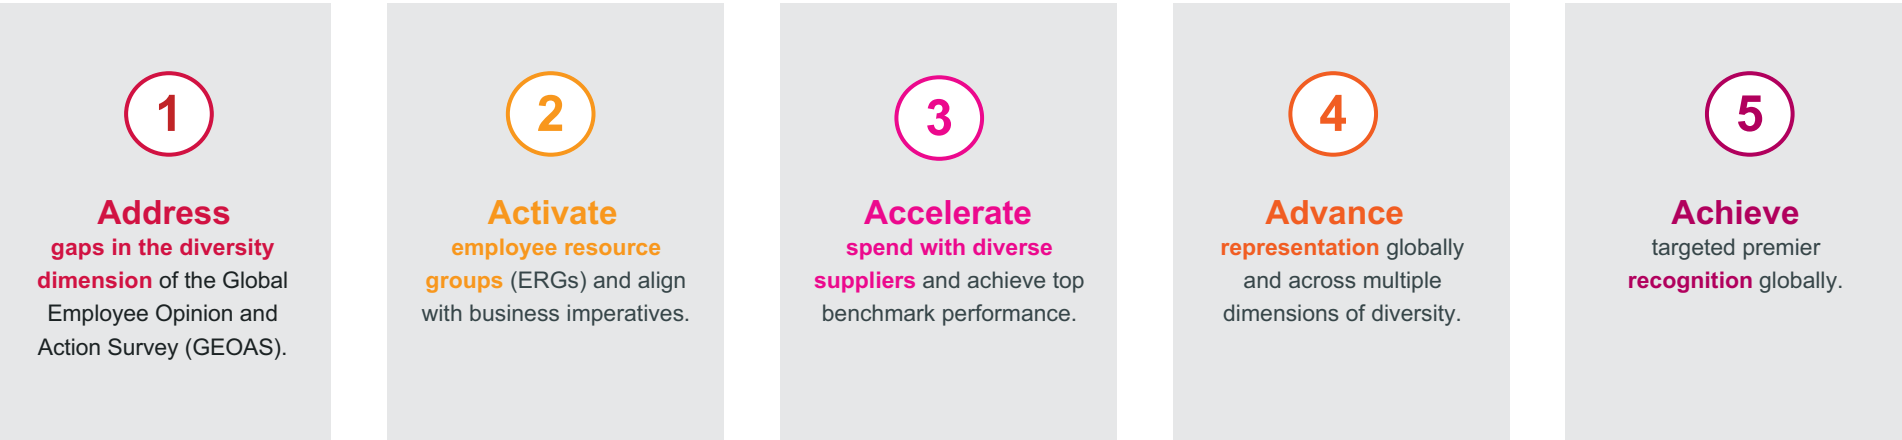 1
Address
gaps in the diversity
dimension of the Global
Employee Opinion and
Action Survey (GEOAS).
2
Activate
employee resource
groups (ERGs) and align
with business imperatives.
3
Accelerate
spend with diverse
suppliers and achieve top
benchmark performance.
4
Advance
representation globally
and across multiple
dimensions of diversity.
5
Achieve
targeted premier
recognition globally.